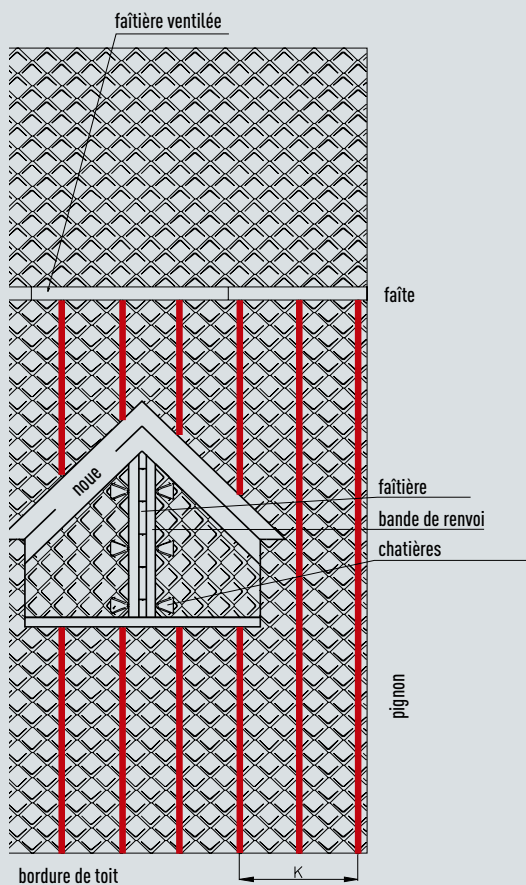 faîtière ventilée
faîte
noue
faîtière
bande de renvoi
chatières
pignon
bordure de toit
K